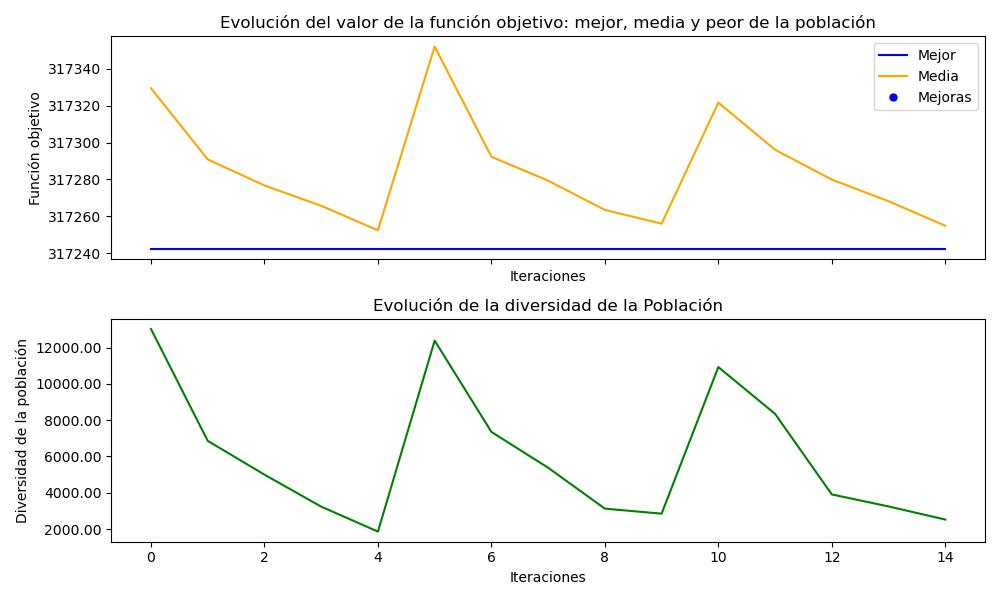 Evolución del valor de la función objetivo: mejor, media y peor de la población
Función objetivo
317340
317320
317300
317280
317260
317240
Mejor
Media
Mejoras
Iteraciones
Evolución de la diversidad de la Población
Diversidad de la población
12000.00
10000.00
8000.00
6000.00
4000.00
2000.00
0 2 4 6 8 10 12 14
Iteraciones